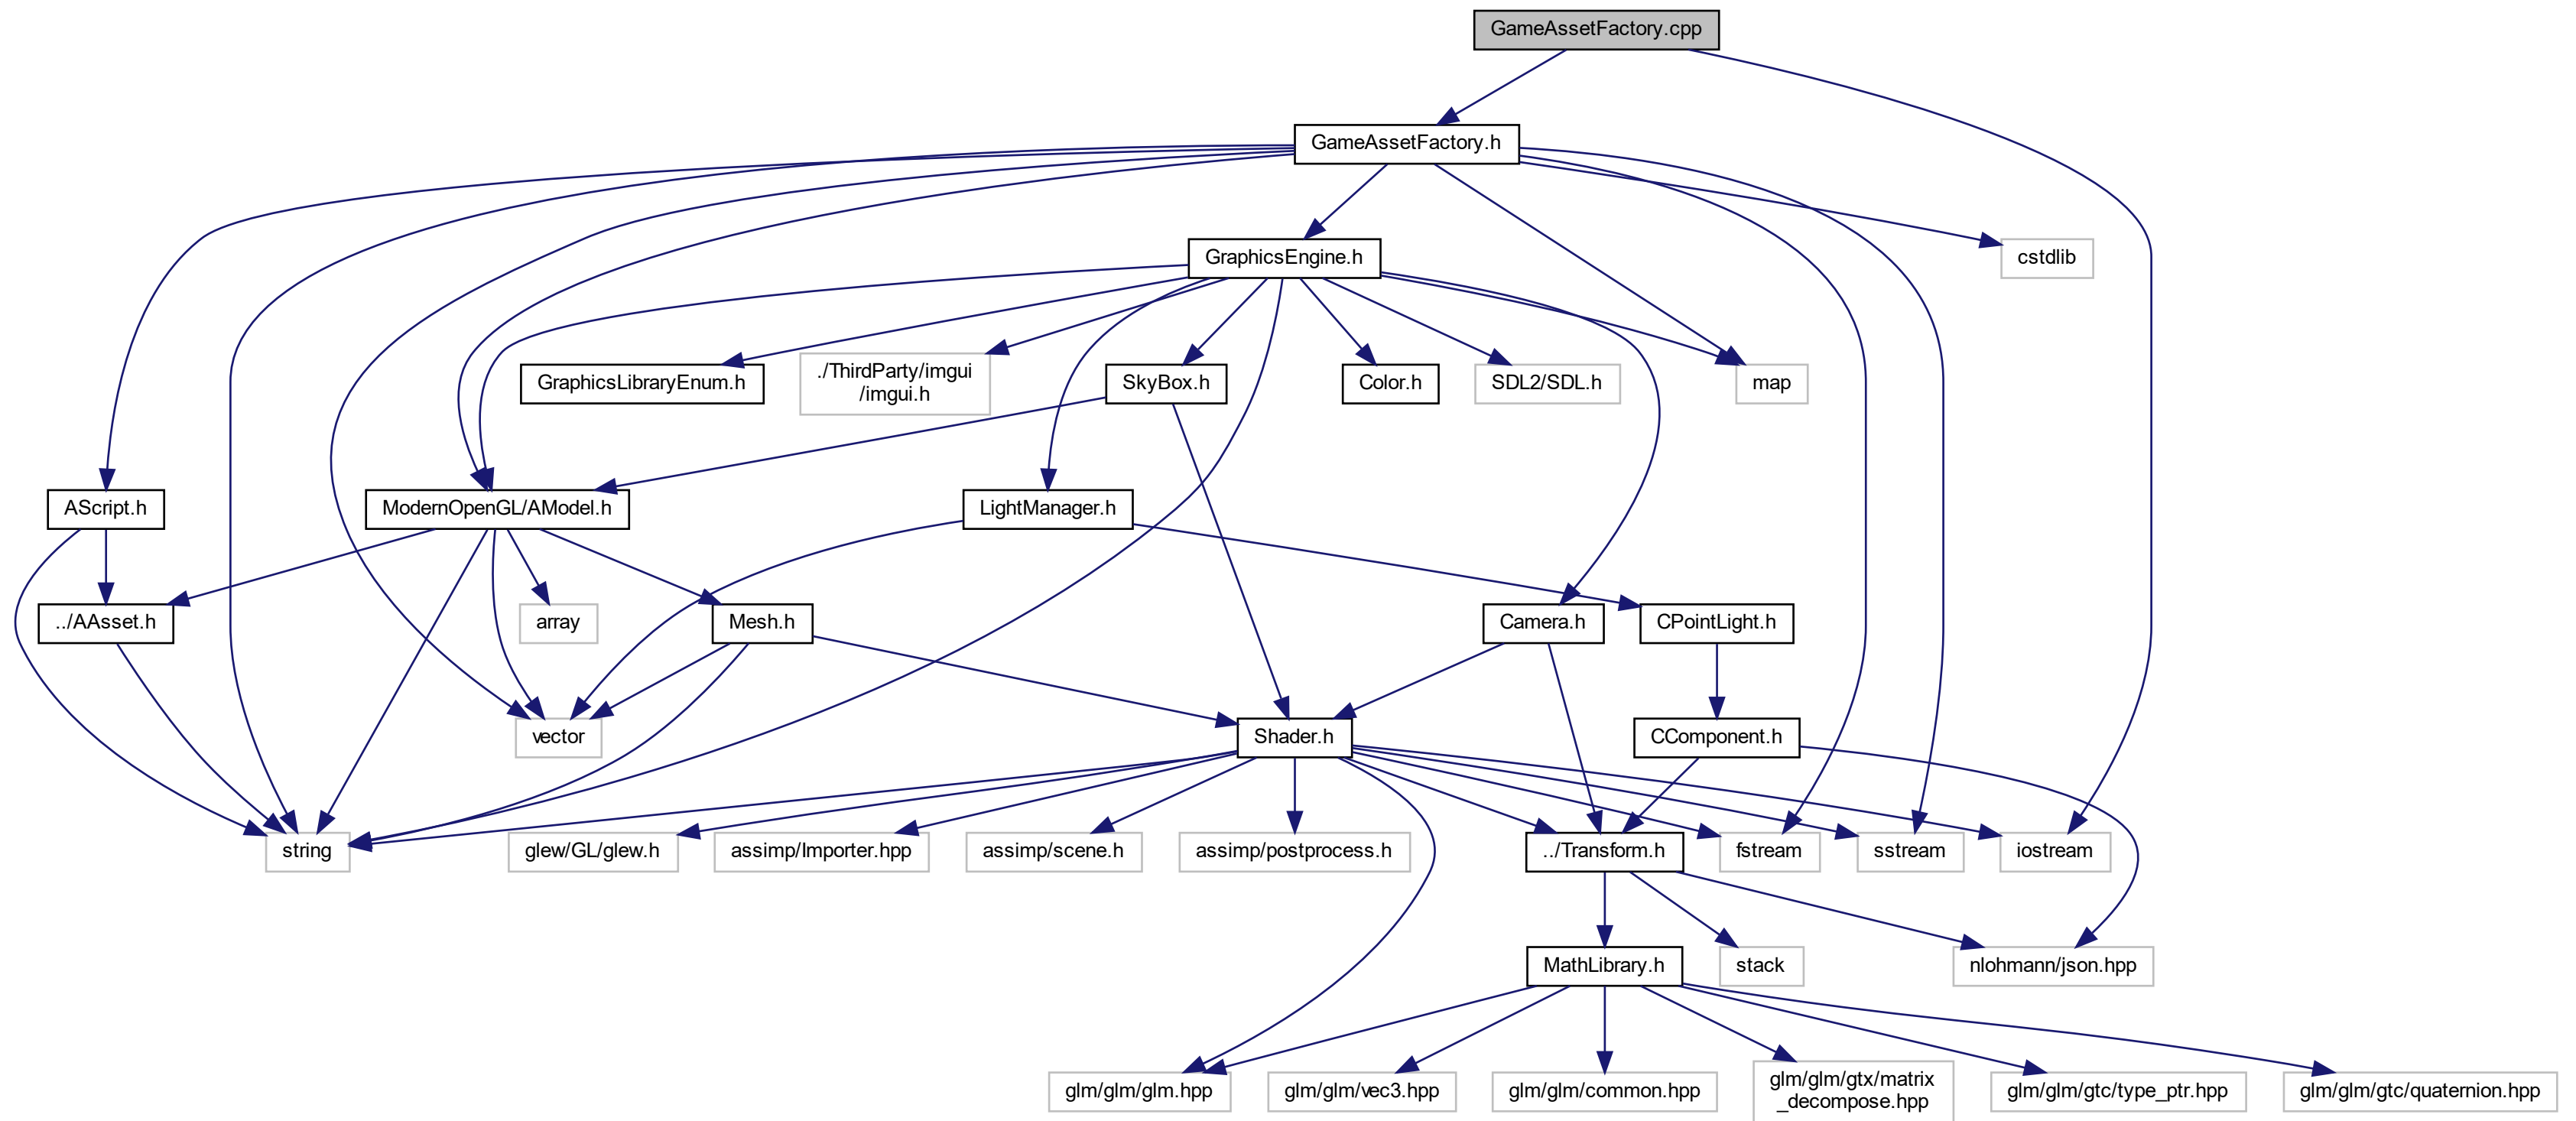 GameAssetFactory.cpp
GameAssetFactory.h
GraphicsEngine.h
cstdlib
GraphicsLibraryEnum.h
./ThirdParty/imgui
/imgui.h
SkyBox.h
Color.h
SDL2/SDL.h
map
AScript.h
ModernOpenGL/AModel.h
LightManager.h
../AAsset.h
array
Mesh.h
Camera.h
CPointLight.h
vector
Shader.h
CComponent.h
string
glew/GL/glew.h
assimp/Importer.hpp
assimp/scene.h
assimp/postprocess.h
../Transform.h
fstream
sstream
iostream
MathLibrary.h
stack
nlohmann/json.hpp
glm/glm/glm.hpp
glm/glm/vec3.hpp
glm/glm/common.hpp
glm/glm/gtx/matrix
_decompose.hpp
glm/glm/gtc/type_ptr.hpp
glm/glm/gtc/quaternion.hpp